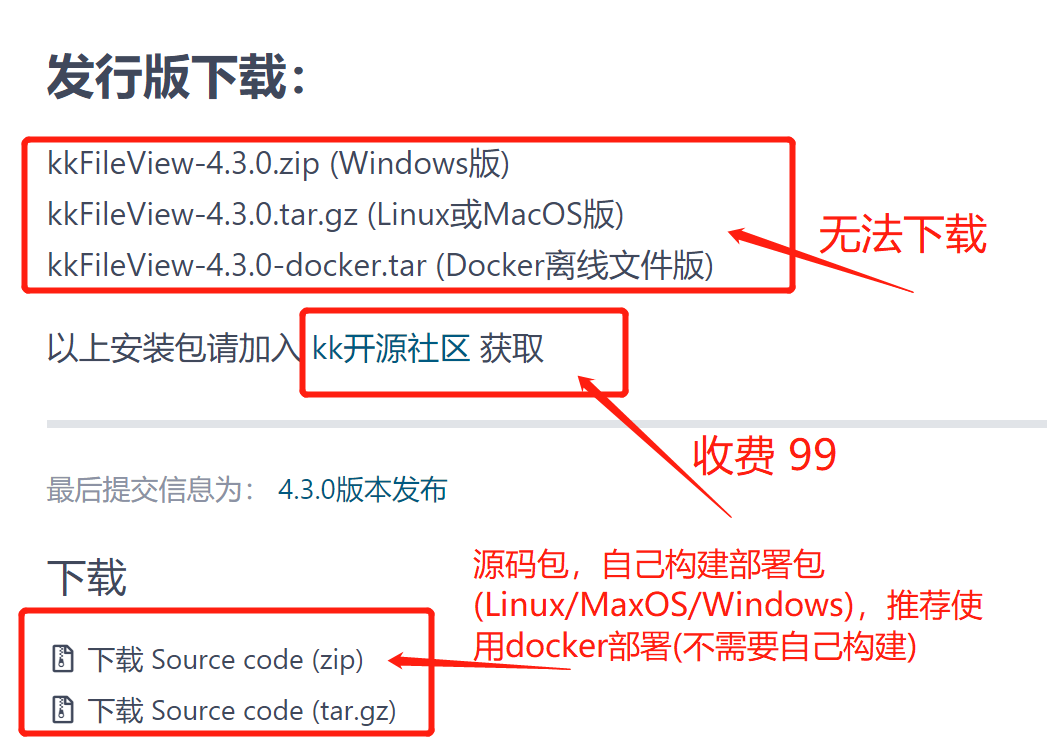 发行版下载：
kkFileView-4.3.0.zip (Windows版)
kkFileView-4.3.0.tar.gz (Linux或MacOS版)
kkFileView-4.3.0-docker.tar (Docker离线文件版)
无法下载
以上安装包请加入 kk开源社区 获取
收费 99
最后提交信息为： 4.3.0版本发布
下载
源码包，自己构建部署包
(Linux/MaxOS/Windows)，推荐使
用docker部署(不需要自己构建)
下载 Source code (zip)
下载 Source code (tar.gz)